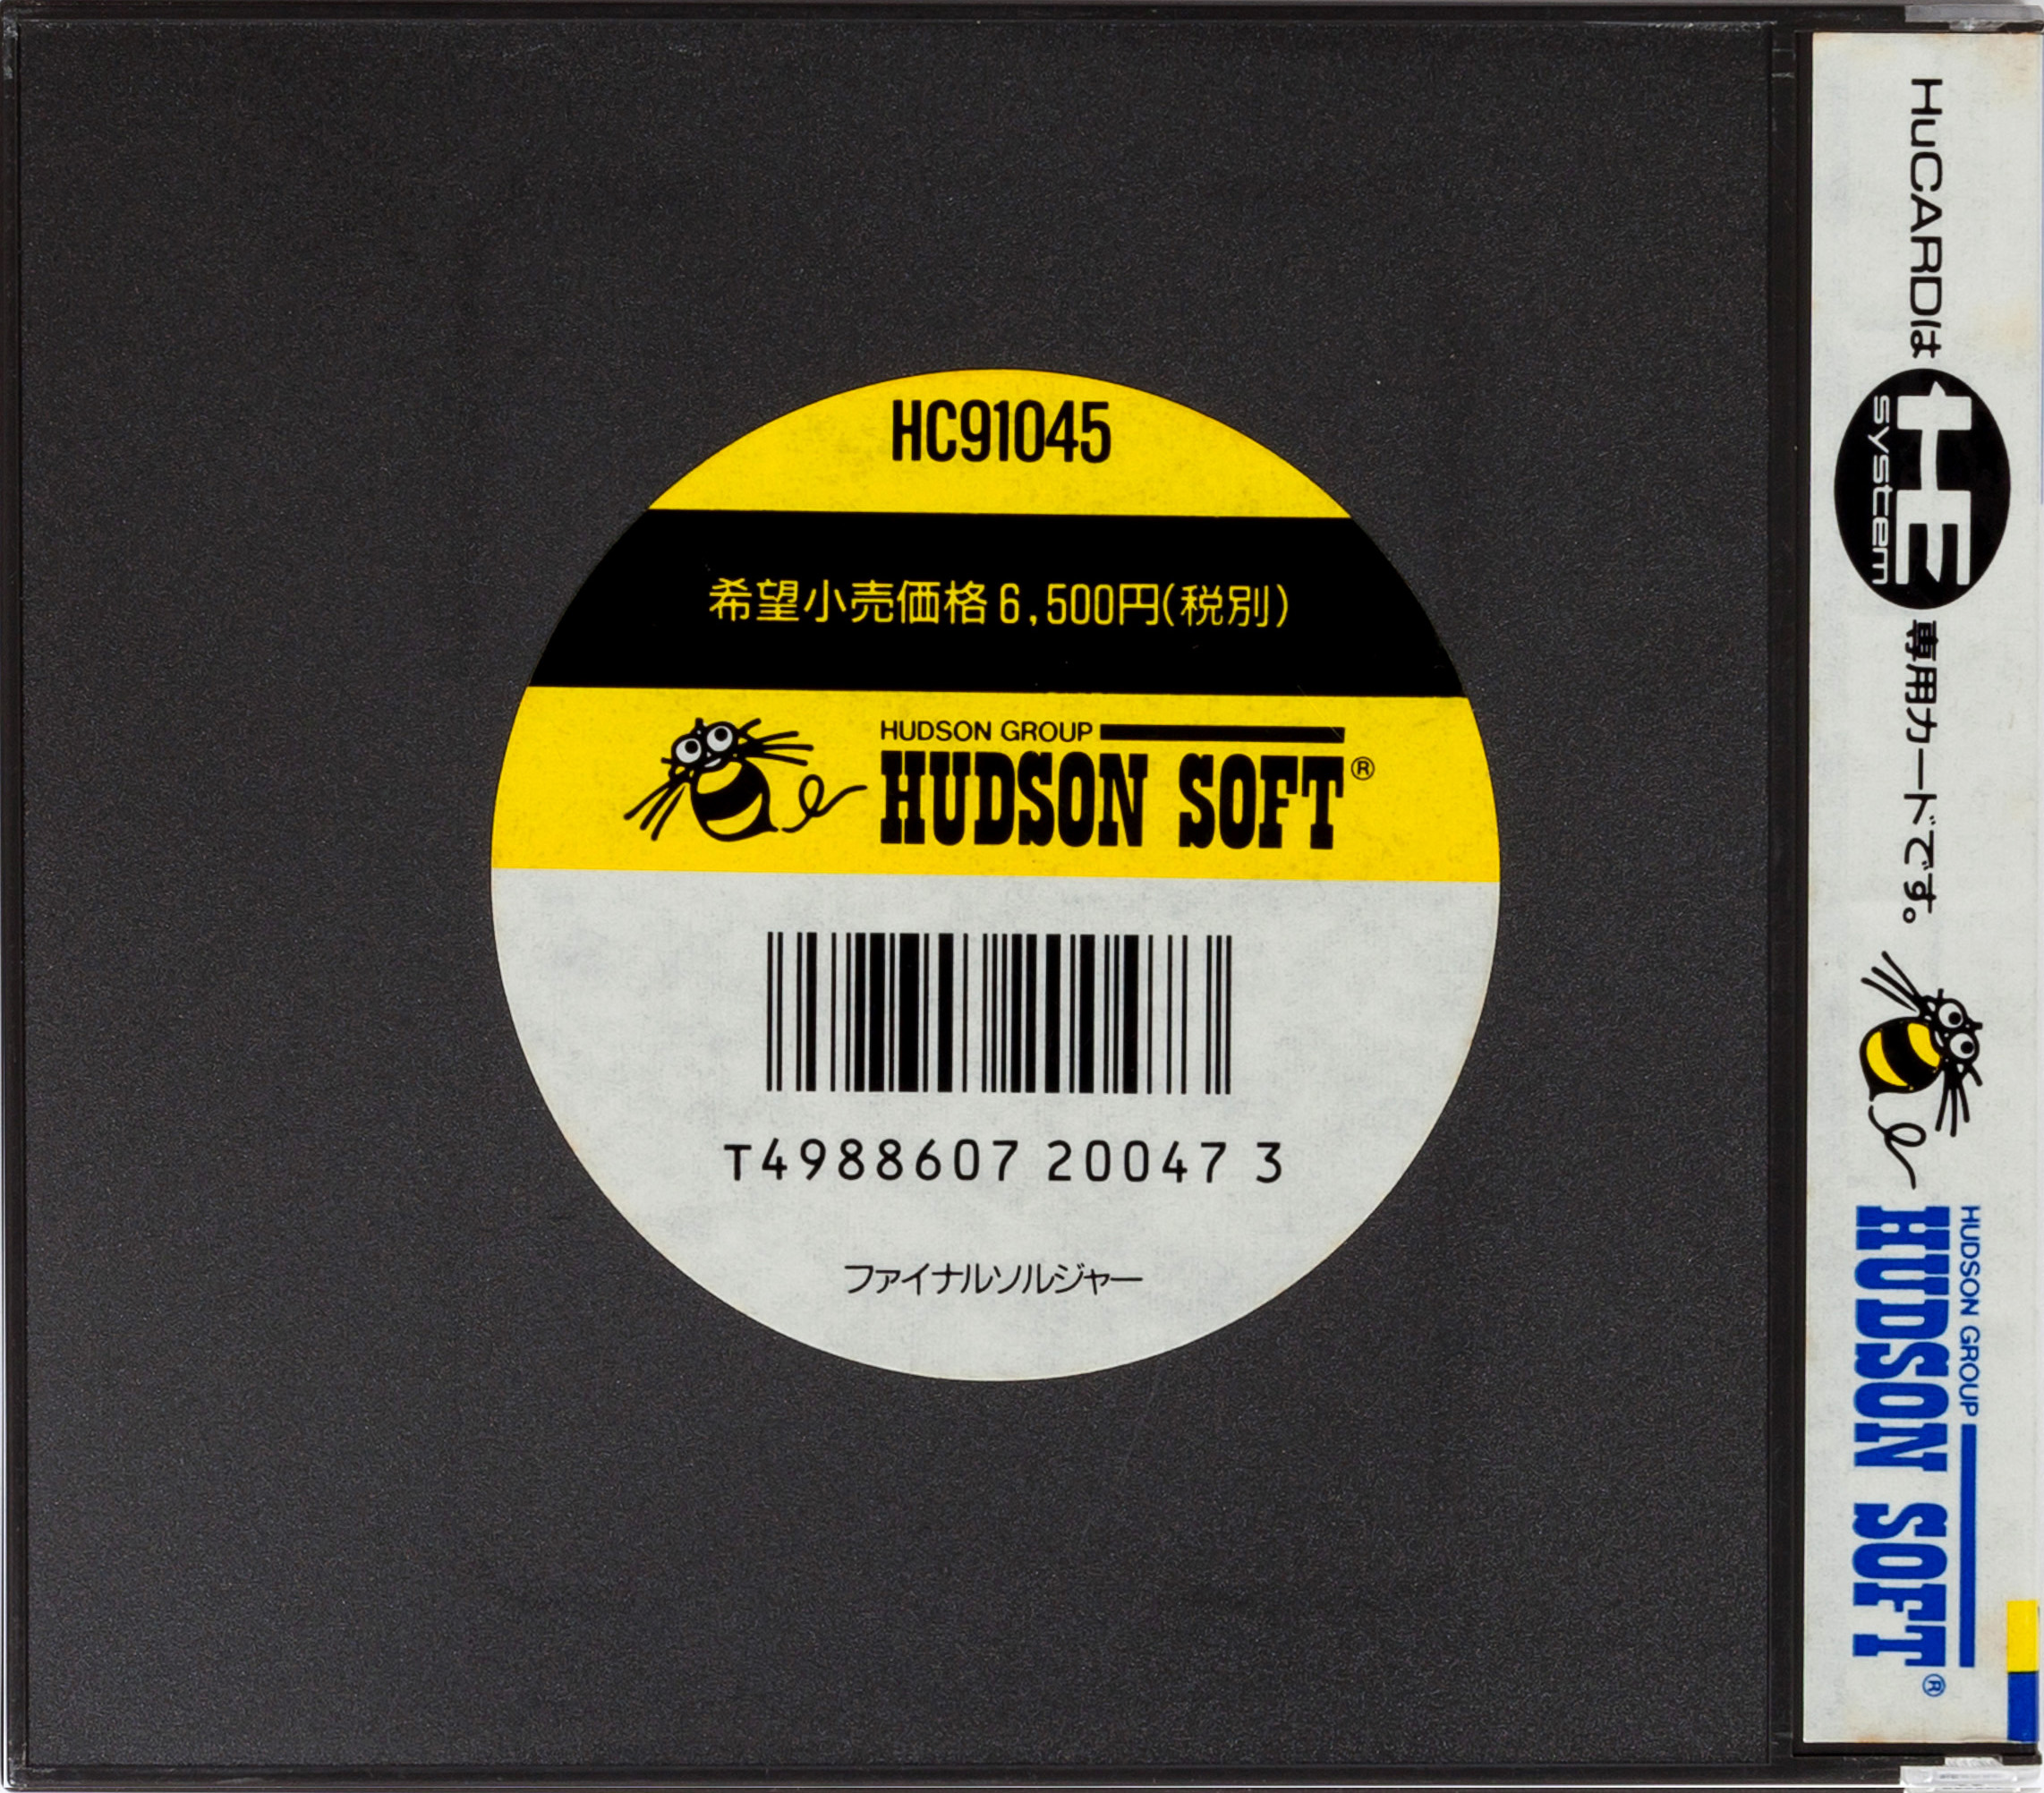 HC91045
希望小売価格6,500円(税別)
HUDSON GROUP
HUDSON SOFT®
T4988607 20047 3
ファイナルソルジャー
HuCARDは HE system 専用カードです。
HUDSON GROUP
HUDSON SOFT®